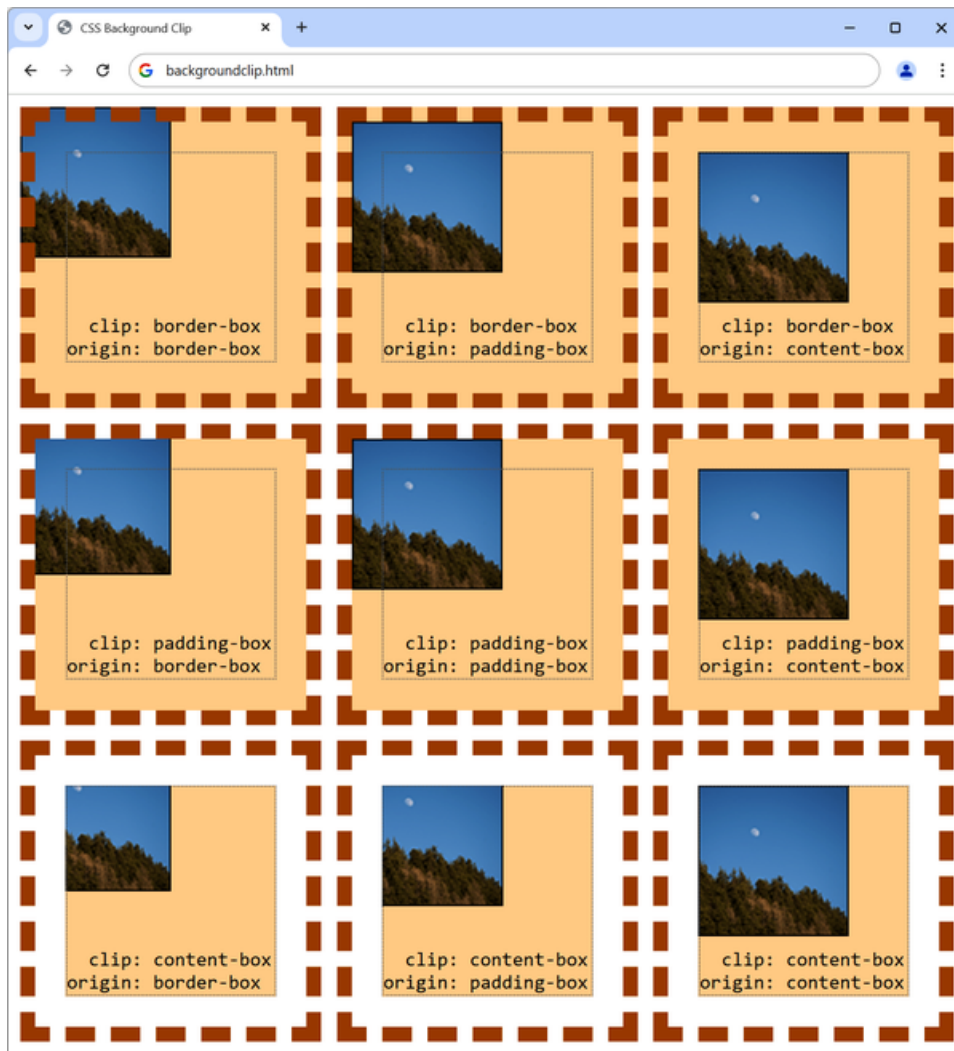 CSS Background Clip
backgroundclip.html
clip: border-box
origin: border-box
clip: border-box
origin: padding-box
clip: border-box
origin: content-box
clip: padding-box
origin: border-box
clip: padding-box
origin: padding-box
clip: padding-box
origin: content-box
clip: content-box
origin: border-box
clip: content-box
origin: padding-box
clip: content-box
origin: content-box